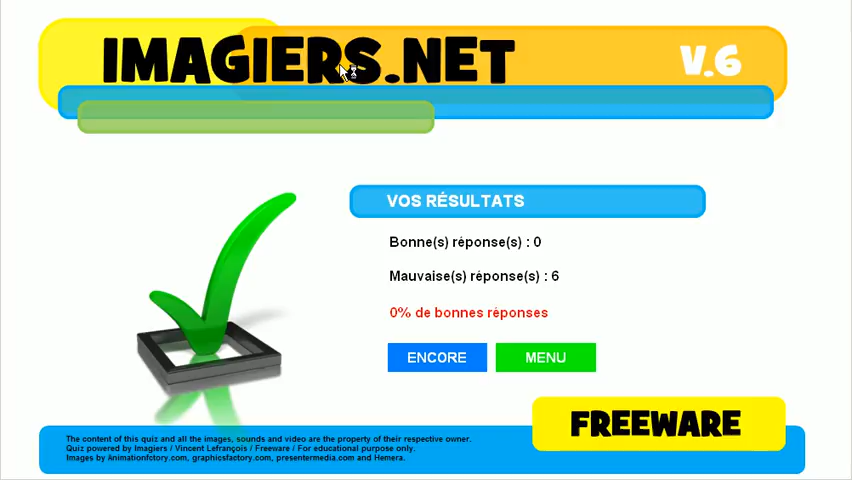 IMAGIERS.NET
V.6
VOS RÉSULTATS
Bonne(s) réponse(s) : 0
Mauvaise(s) réponse(s) : 6
0% de bonnes réponses
ENCORE
MENU
FREEWARE
The content of this quiz and all the images, sounds and video are the property of their respective owner.
Quiz powered by Imagiers / Vincent Lefrançois / Freeware / For educational purpose only.
Images by Animationfctory.com, graphicsfactory.com, presentermedia.com and Hemera.